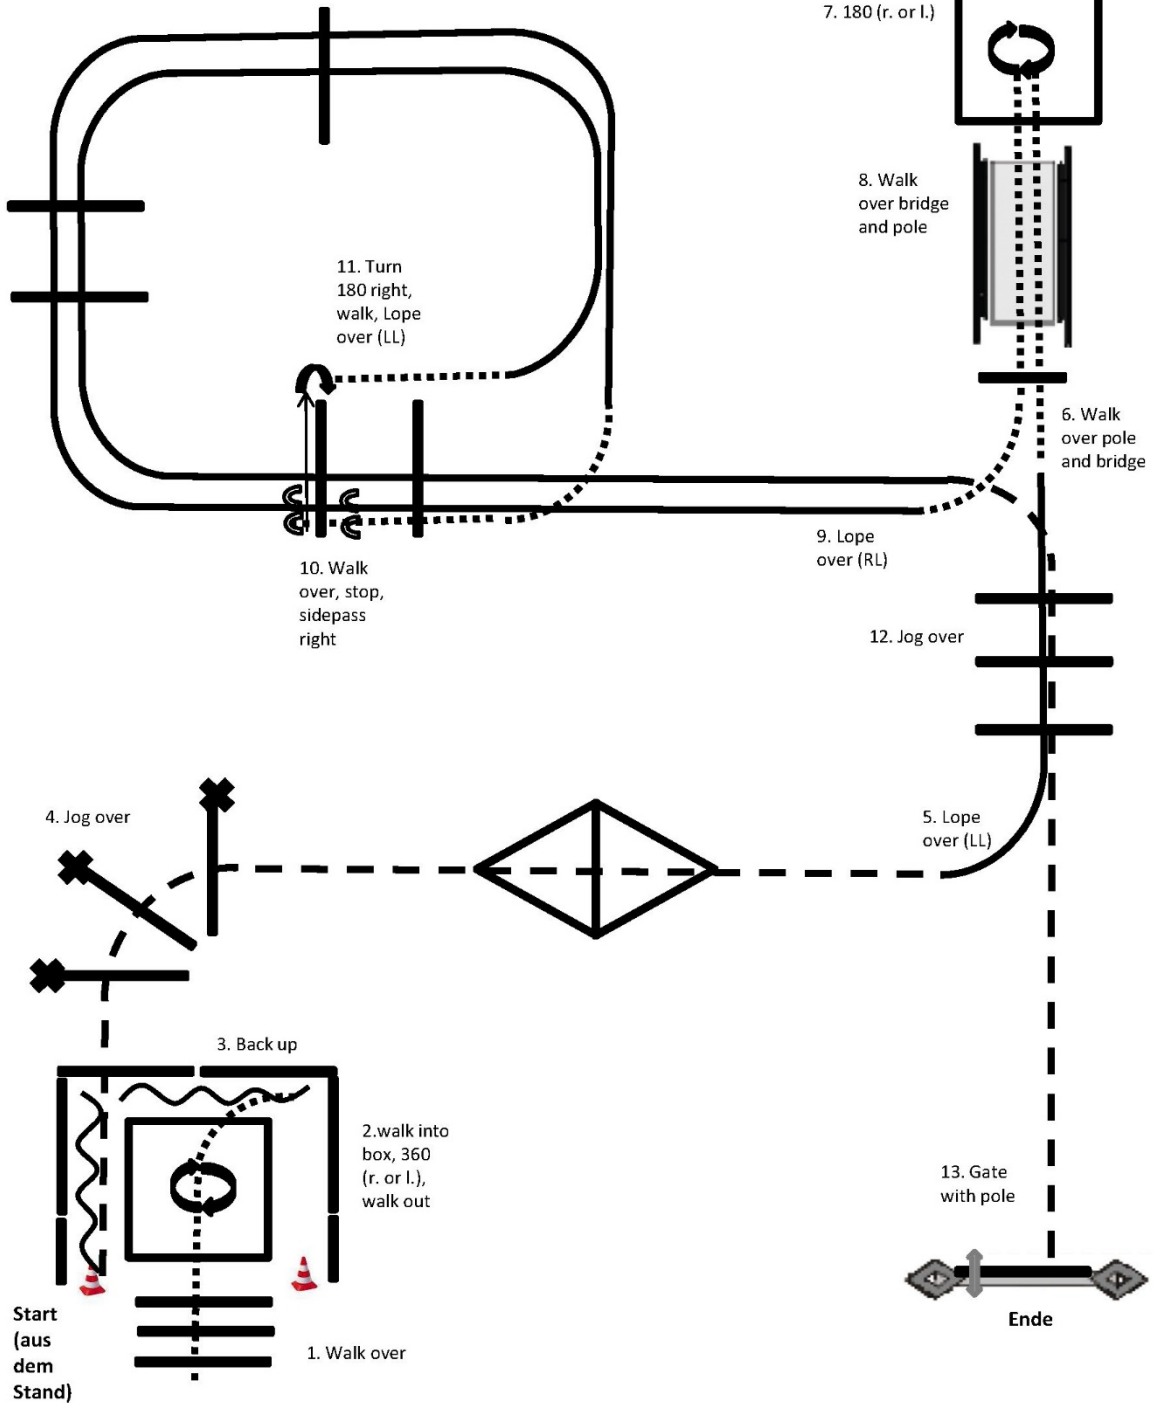 7. 180 (r. or l.)
8. Walk
over bridge
and pole
11. Turn
180 right,
walk, Lope
over (LL)
6. Walk
over pole
and bridge
9. Lope
over (RL)
10. Walk
over, stop,
sidepass
right
12. Jog over
4. Jog over
5. Lope
over (LL)
3. Back up
2.walk into
box, 360
(r. or l.),
walk out
13. Gate
with pole
Start
(aus
dem
Stand)
1. Walk over
Ende